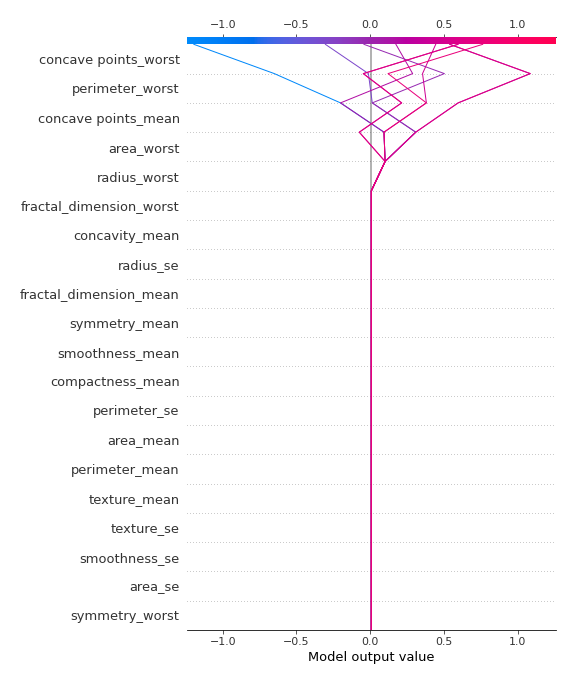 −1.0 −0.5 0.0 0.5 1.0
concave points_worst
perimeter_worst
concave points_mean
area_worst
radius_worst
fractal_dimension_worst
concavity_mean
radius_se
fractal_dimension_mean
symmetry_mean
smoothness_mean
compactness_mean
perimeter_se
area_mean
perimeter_mean
texture_mean
texture_se
smoothness_se
area_se
symmetry_worst
−1.0 −0.5 0.0 0.5 1.0
Model output value